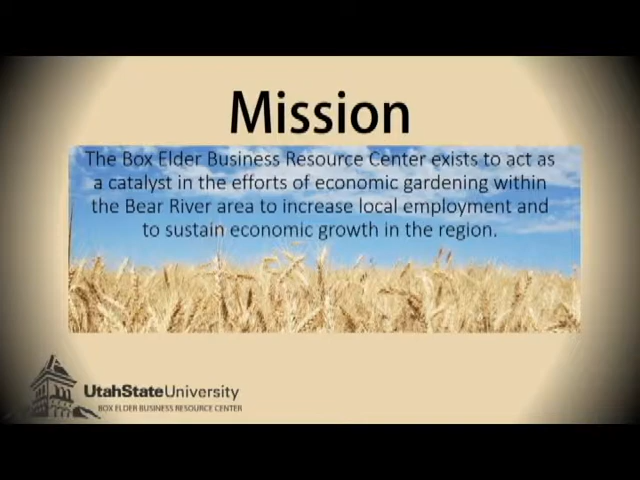 Mission
The Box Elder Business Resource Center exists to act as
a catalyst in the efforts of economic gardening within
the Bear River area to increase local employment and
to sustain economic growth in the region.
UtahStateUniversity
BOX ELDER BUSINESS RESOURCE CENTER